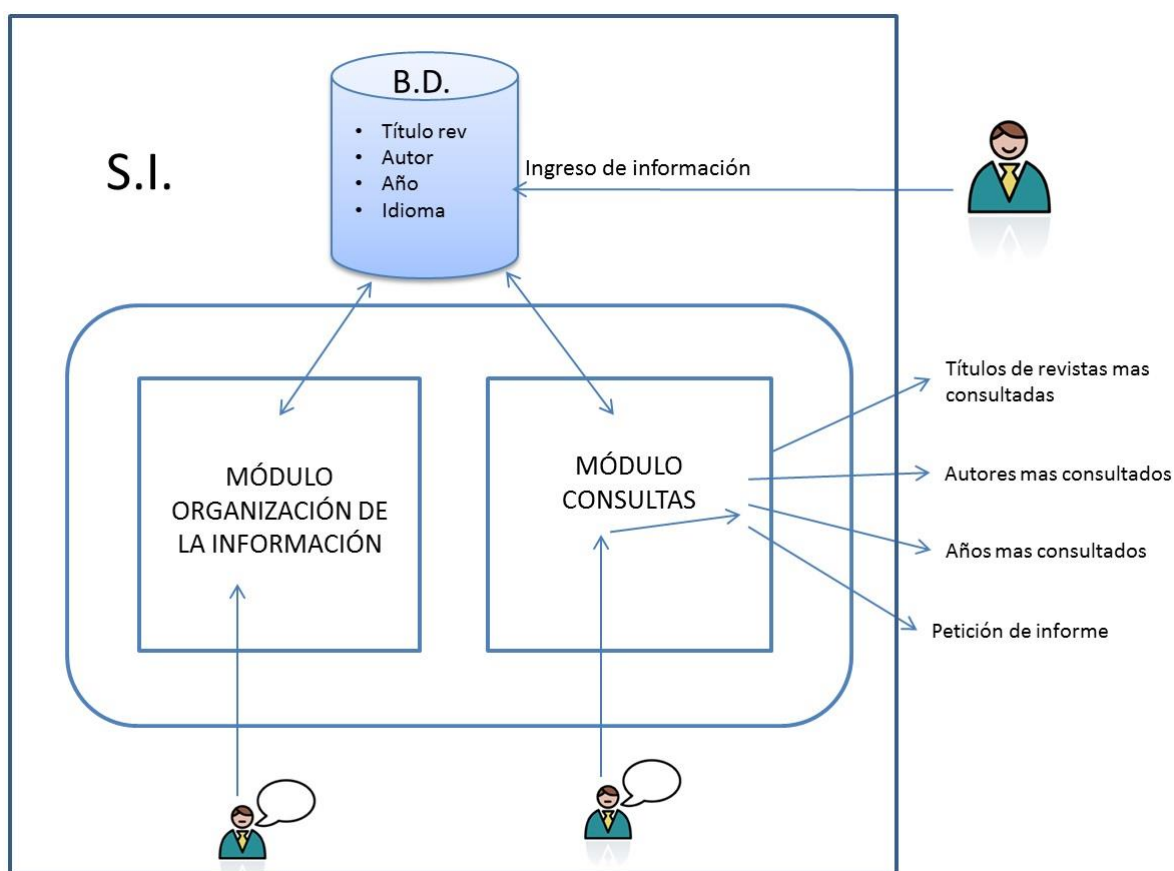 B.D.
• Título rev
• Autor
• Año
• Idioma
S.I.
Ingreso de información
MÓDULO
ORGANIZACIÓN DE
LA INFORMACIÓN
MÓDULO
CONSULTAS
Títulos de revistas mas
consultadas
Autores mas consultados
Años mas consultados
Petición de informe